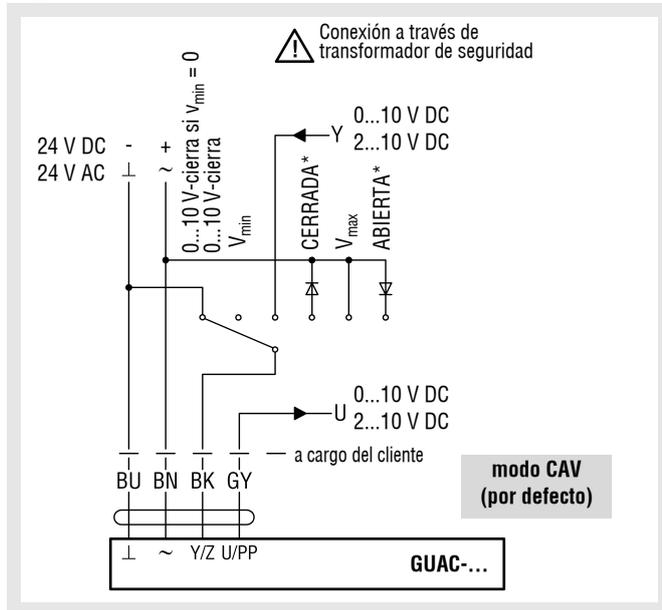 Conexión a través de
transformador de seguridad
0...10 V-cierra si vmin = 0
0...10 V-cierra
Vmin
24 V DC - +
24 V AC ⊥ ~
Y
0...10 V DC
2...10 V DC
CERRADA*
Vmax
ABIERTA*
U
0...10 V DC
2...10 V DC
a cargo del cliente
BU BN BK GY
modo CAV
(por defecto)
⊥ ~ Y/Z U/PP
GUAC-...